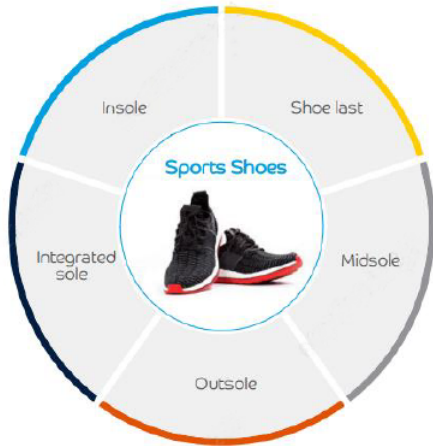 Insole
Shoe last
Sports Shoes
Integrated
sole
Midsole
Outsole